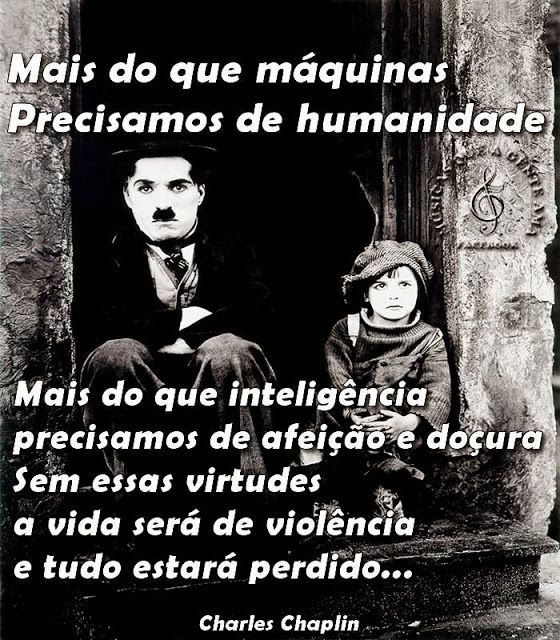 Mais do que máquinas
Precisamos de humanidade
FACEBOOK
Mais do que inteligência
precisamos de afeição e doçura
Sem essas virtudes
a vida será de violência
e tudo estará perdido...
Charles Chaplin